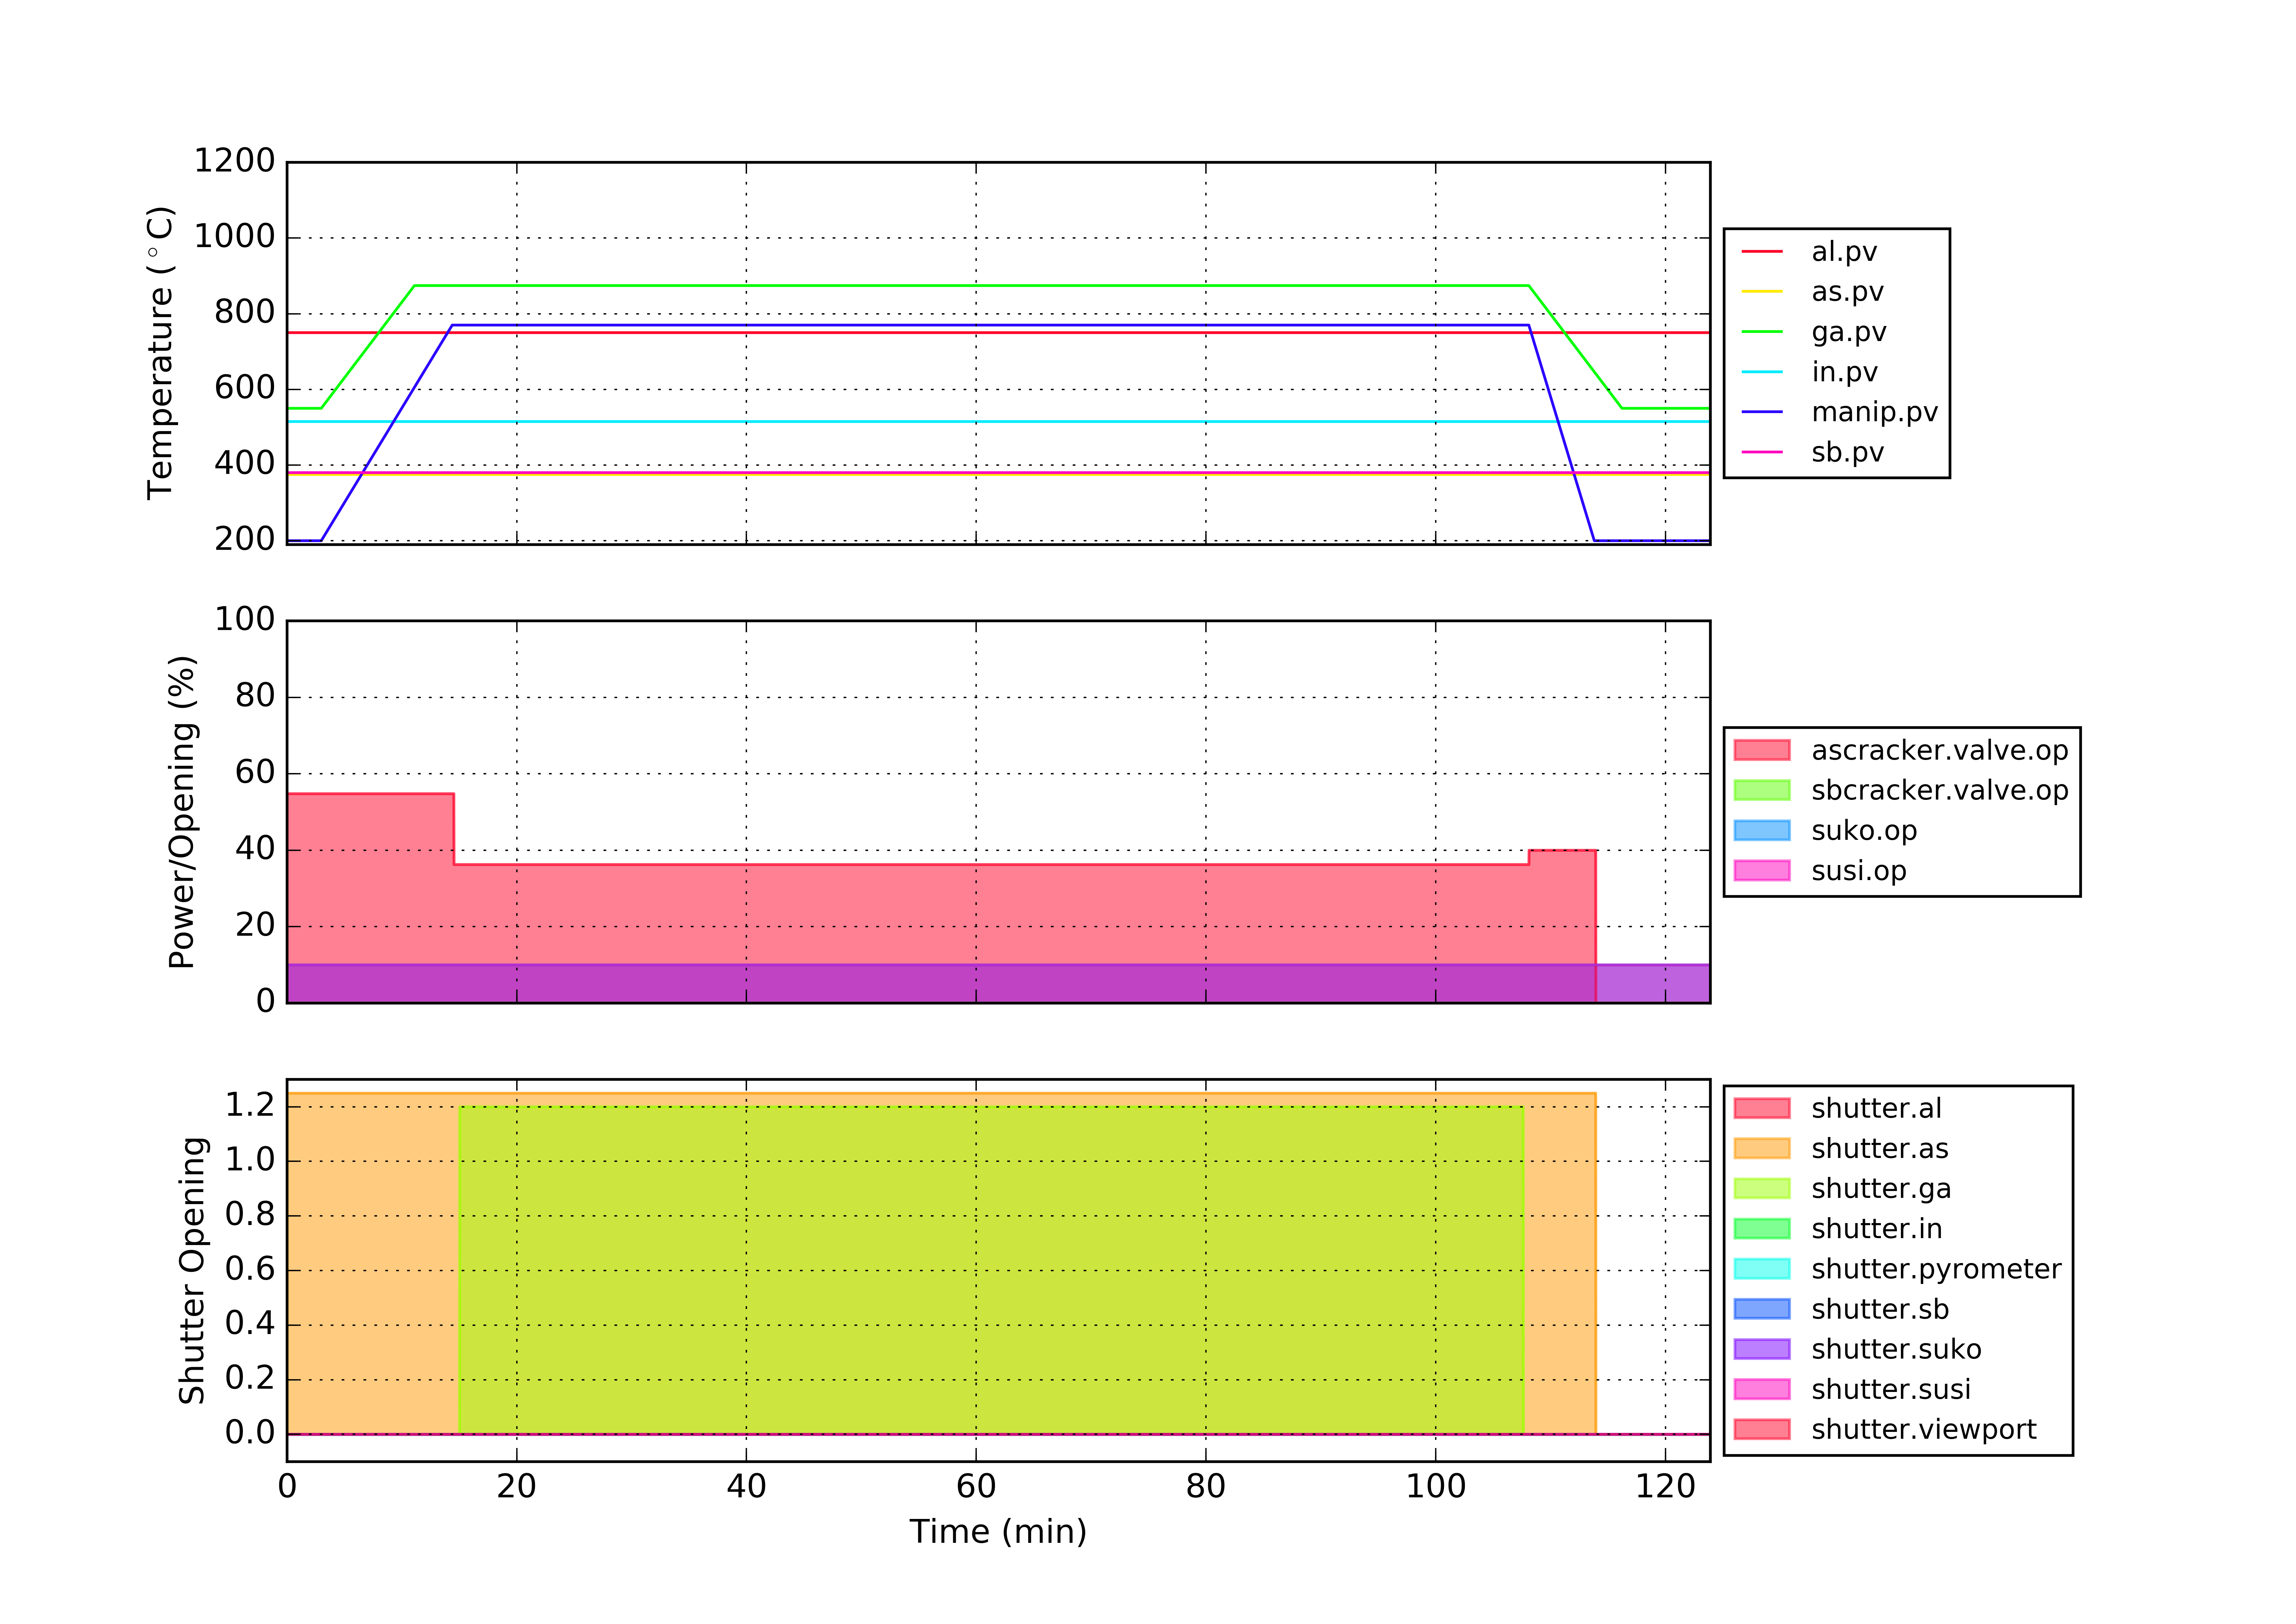 1200
1000
800
600
400
200
Temperature (°C)
al.pv
as.pv
ga.pv
in.pv
manip.pv
sb.pv
100
80
60
40
20
0
Power/Opening (%)
ascracker.valve.op
sbcracker.valve.op
suko.op
susi.op
1.2
1.0
0.8
0.6
0.4
0.2
0.0
Shutter Opening
shutter.al
shutter.as
shutter.ga
shutter.in
shutter.pyrometer
shutter.sb
shutter.suko
shutter.susi
shutter.viewport
0 20 40 60 80 100 120
Time (min)